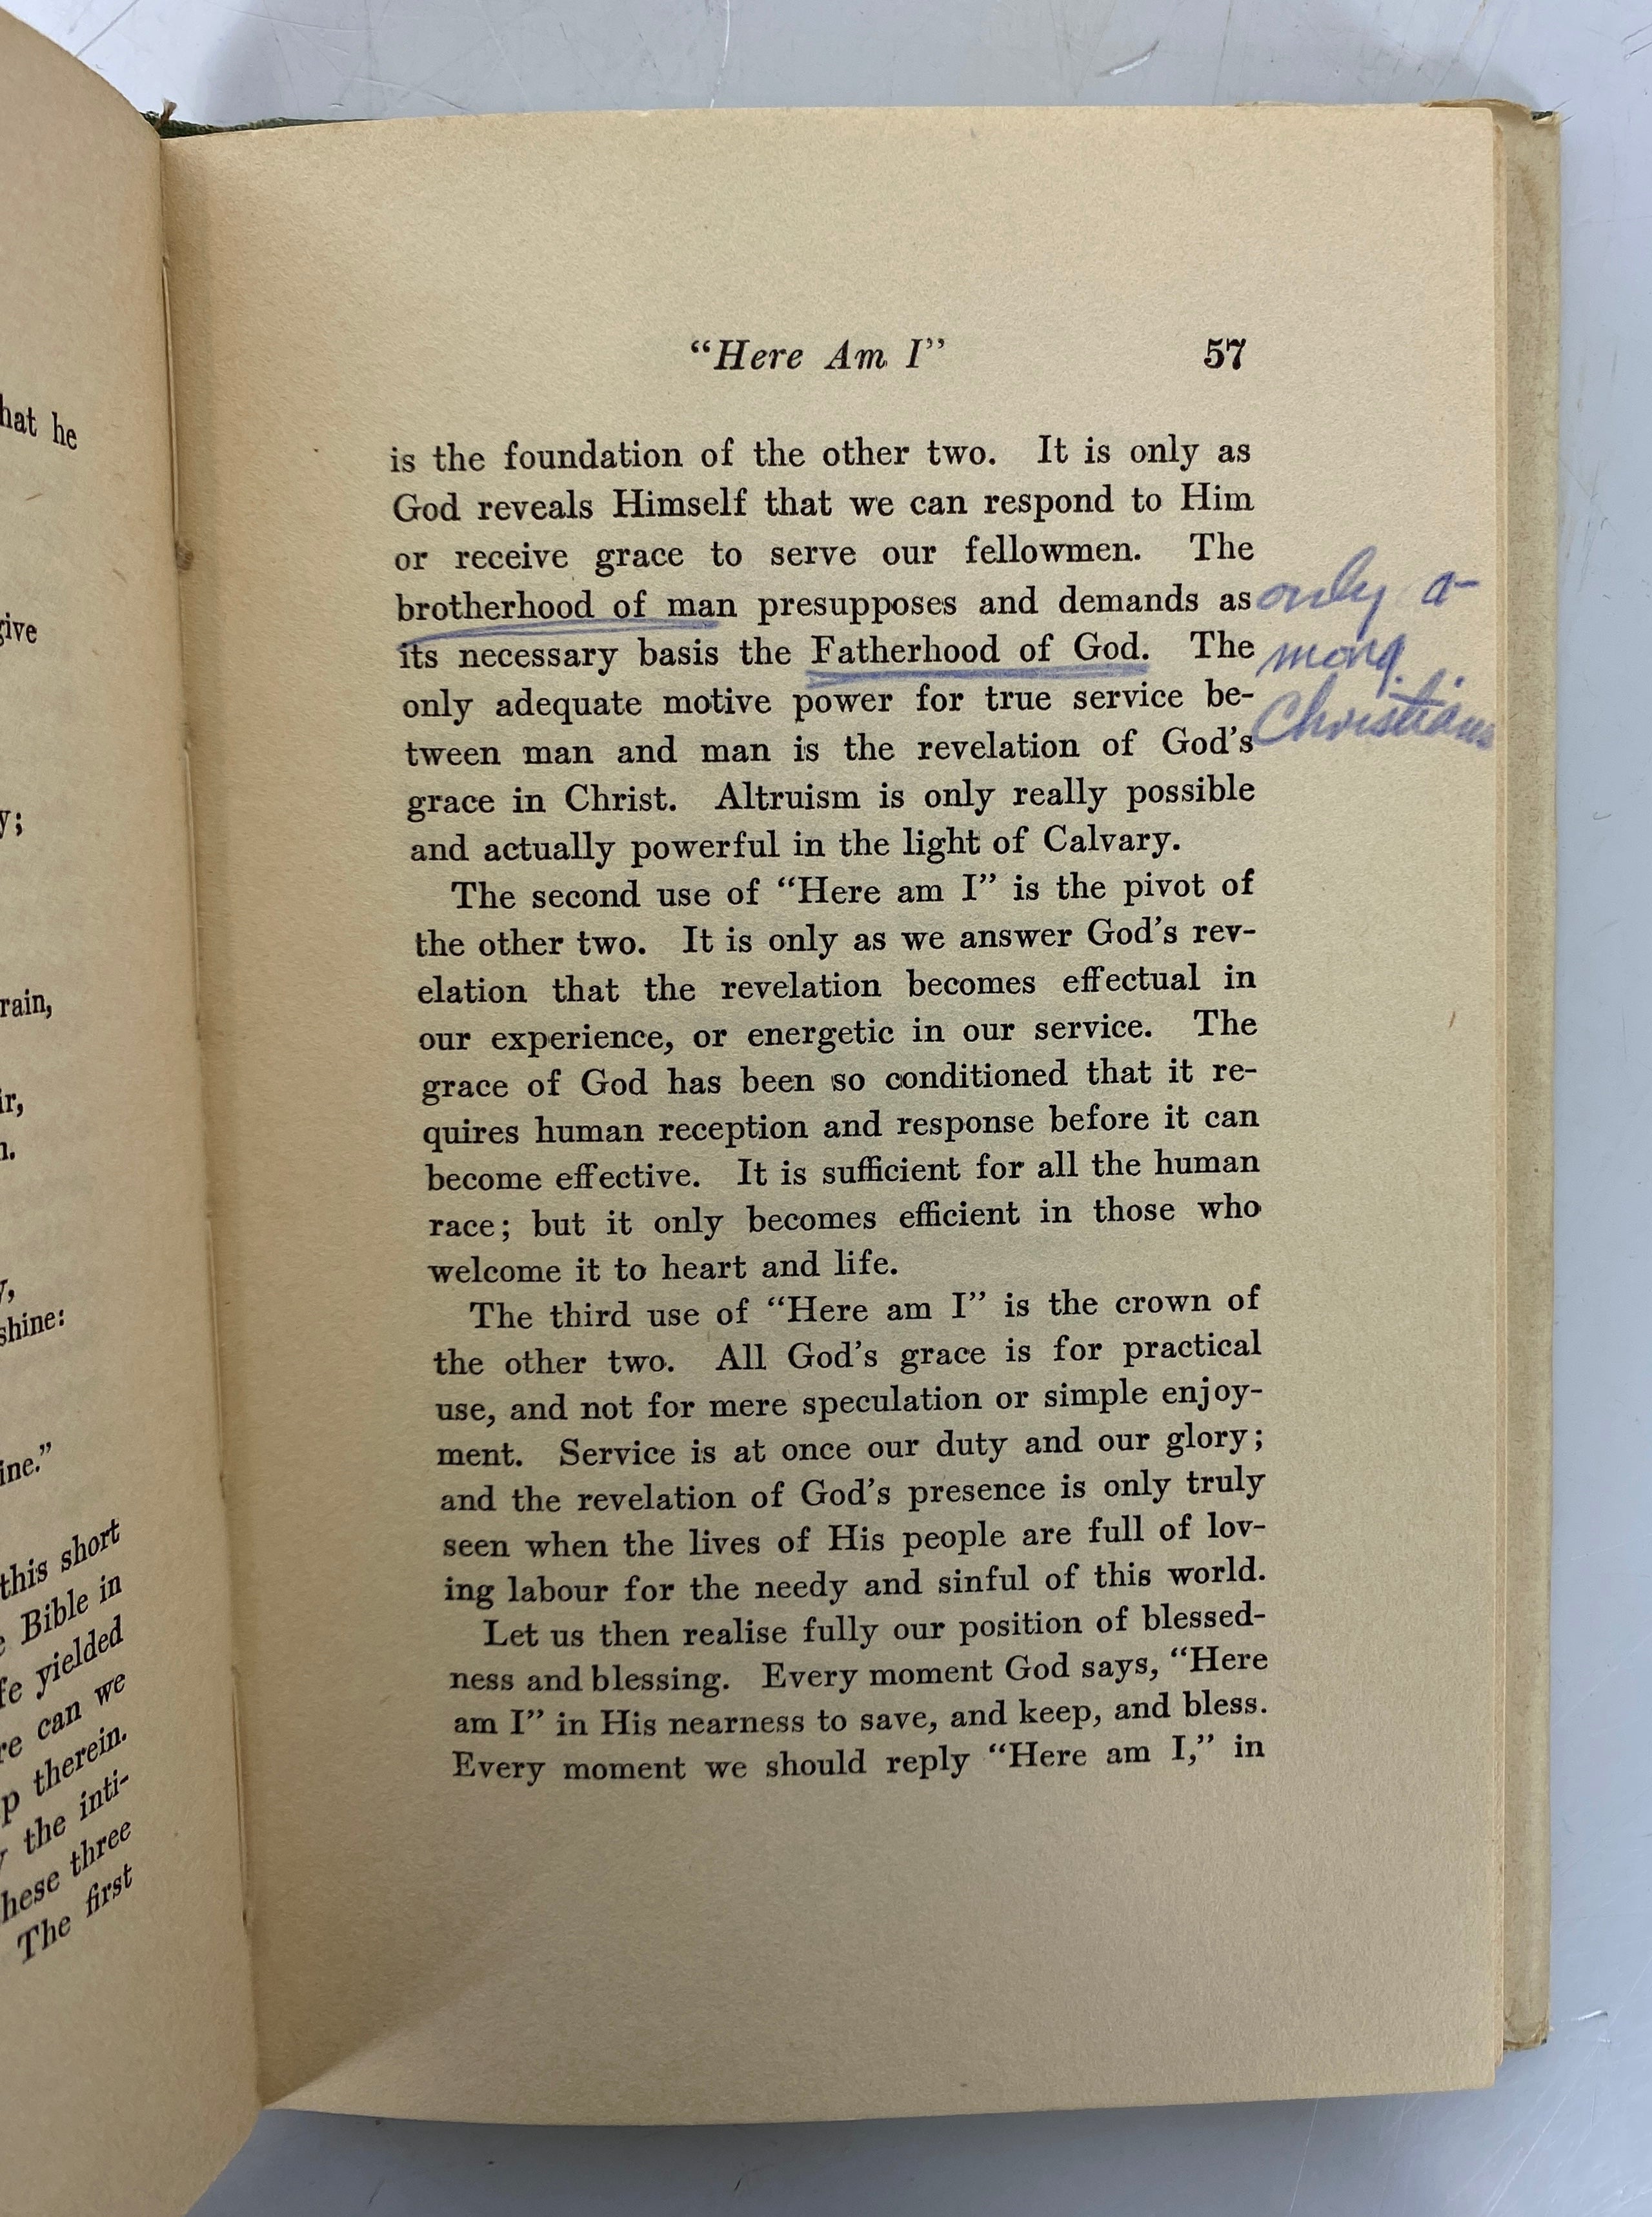 hat he
give
y;
rain,
ir,
n.
y,
shine:
ine."
this short
e Bible in
fe yielded
re can we
p therein.
y the inti-
hese three
The first
"Here Am I" 57
is the foundation of the other two. It is only as
God reveals Himself that we can respond to Him
or receive grace to serve our fellowmen. The
brotherhood of man presupposes and demands as
its necessary basis the Fatherhood of God. The
only adequate motive power for true service be-
tween man and man is the revelation of God's
grace in Christ. Altruism is only really possible
and actually powerful in the light of Calvary.
The second use of "Here am I" is the pivot of
the other two. It is only as we answer God's rev-
elation that the revelation becomes effectual in
our experience, or energetic in our service. The
grace of God has been so conditioned that it re-
quires human reception and response before it can
become effective. It is sufficient for all the human
race; but it only becomes efficient in those who
welcome it to heart and life.
The third use of "Here am I" is the crown of
the other two. All God's grace is for practical
use, and not for mere speculation or simple enjoy-
ment. Service is at once our duty and our glory;
and the revelation of God's presence is only truly
seen when the lives of His people are full of lov-
ing labour for the needy and sinful of this world.
Let us then realise fully our position of blessed-
ness and blessing. Every moment God says, "Here
am I" in His nearness to save, and keep, and bless.
Every moment we should reply "Here am I," in
only a-
mong
Christians